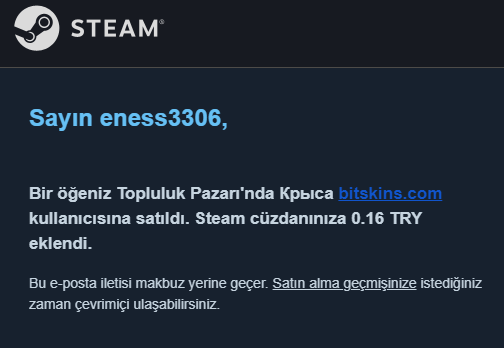 STEAM®
Sayın eness3306,
Bir öğeniz Topluluk Pazarı'nda Крыса bitskins.com
kullanıcısına satıldı. Steam cüzdanınıza 0.16 TRY
eklendi.
Bu e-posta iletisi makbuz yerine geçer. Satın alma geçmişinize istediğiniz
zaman çevrimiçi ulaşabilirsiniz.